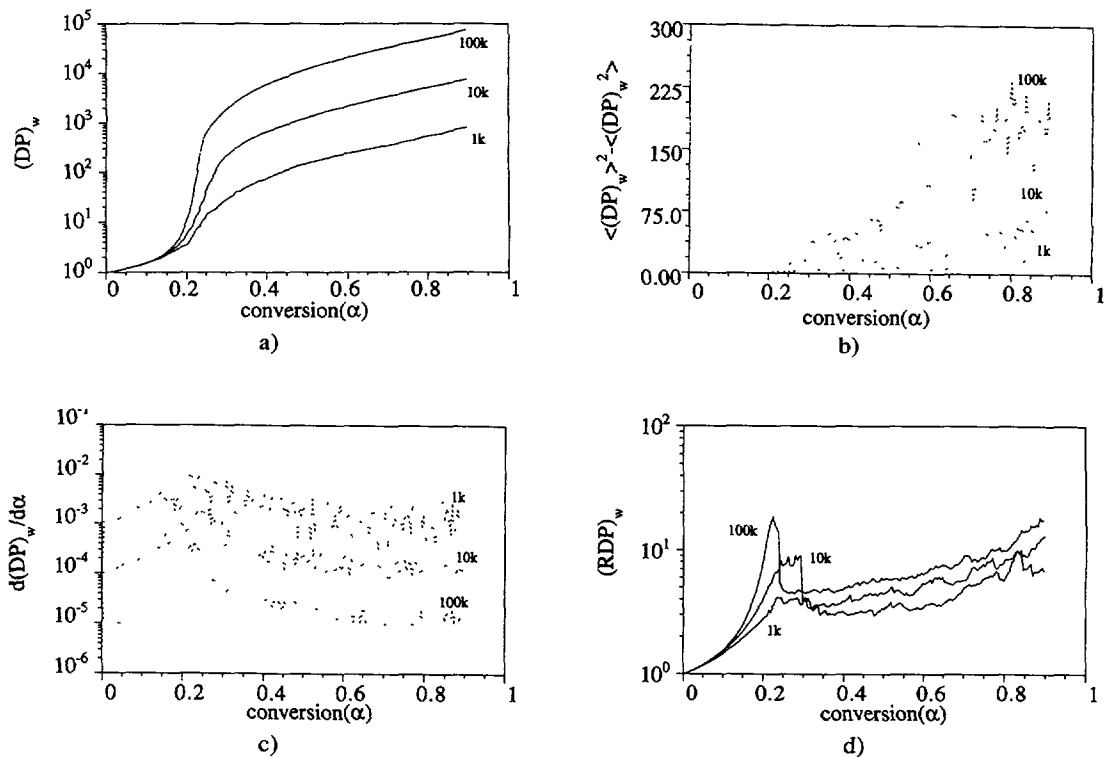 (DP)w
10^5
10^4
10^3
10^2
10^1
10^0
100k
10k
1k
0 0.2 0.4 0.6 0.8 1
conversion(α)
a)
<((DP)w>^2-<((DP)w^2>
300
225
150
75.0
0.00
100k
10k
1k
0 0.2 0.4 0.6 0.8 1
conversion(α)
b)
d(DP)w/dα
10^-1
10^-2
10^-3
10^-4
10^-5
10^-6
1k
10k
100k
0 0.2 0.4 0.6 0.8 1
conversion(α)
c)
(RDP)w
10^2
10^1
10^0
100k
10k
1k
0 0.2 0.4 0.6 0.8 1
conversion(α)
d)